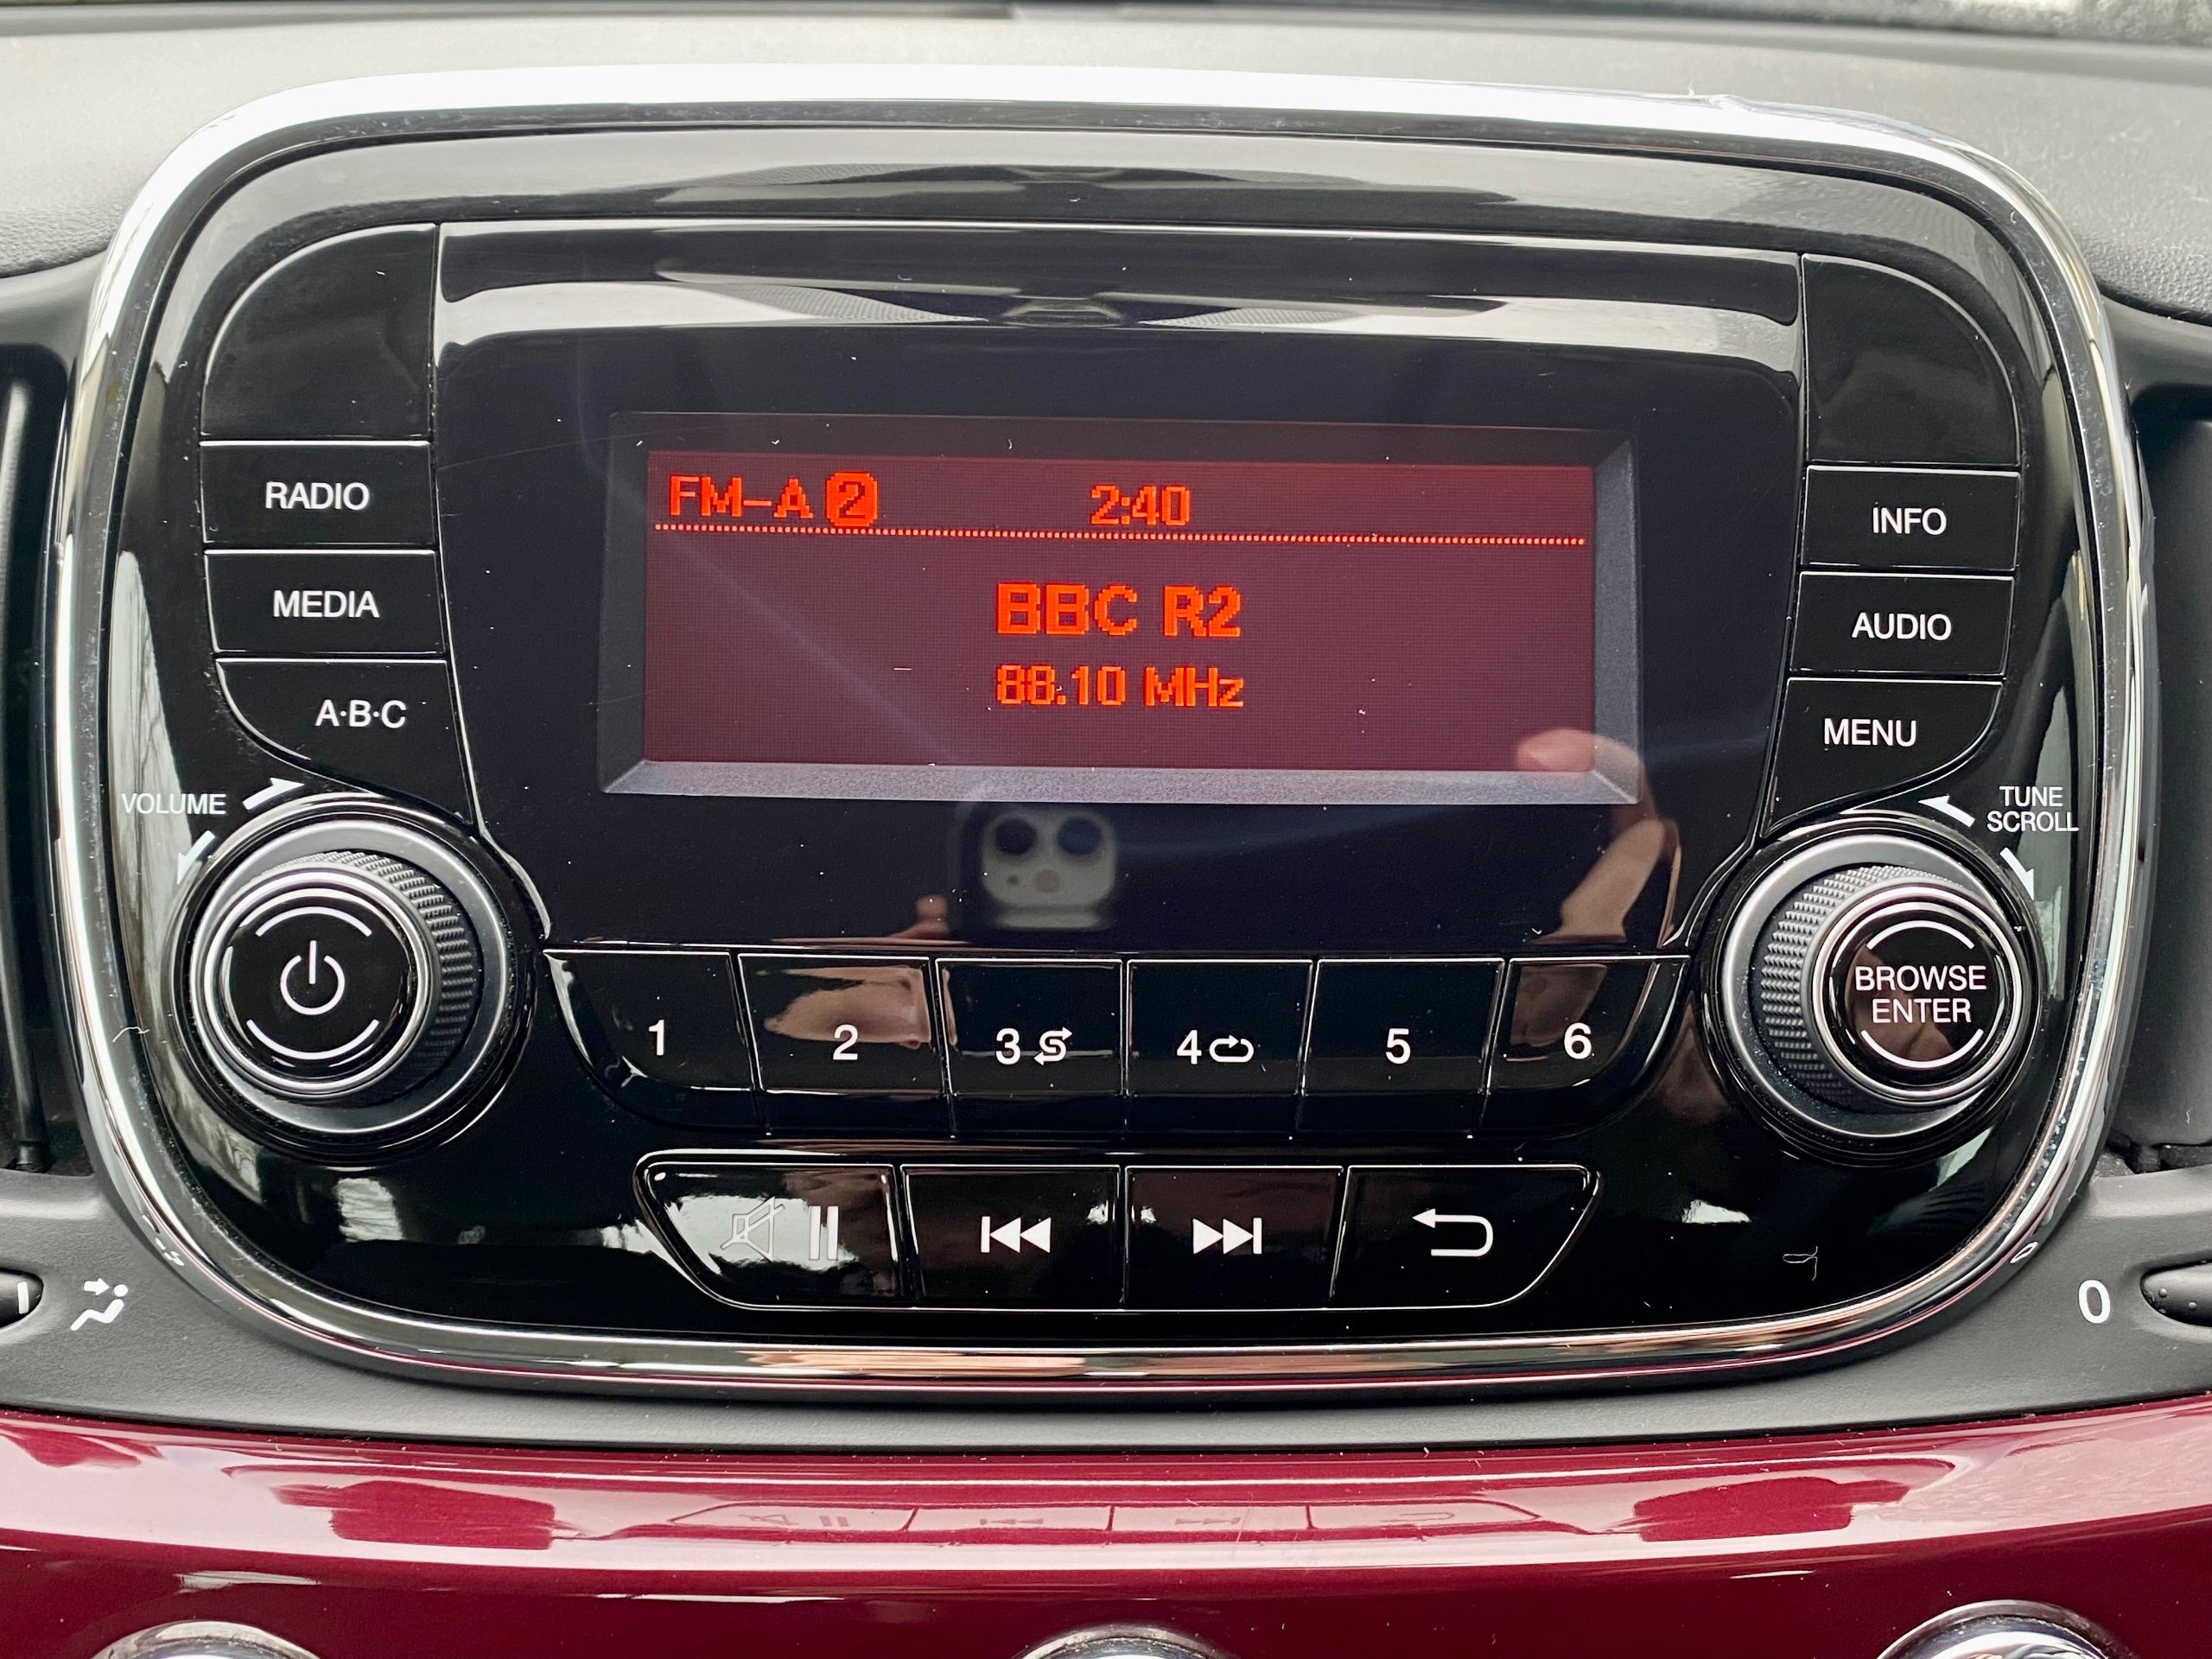 FM-A 2 2:40
BBC R2
88.10 MHz
RADIO
MEDIA
A·B·C
VOLUME
INFO
AUDIO
MENU
TUNE
SCROLL
BROWSE
ENTER
1 2 3 4 5 6
0